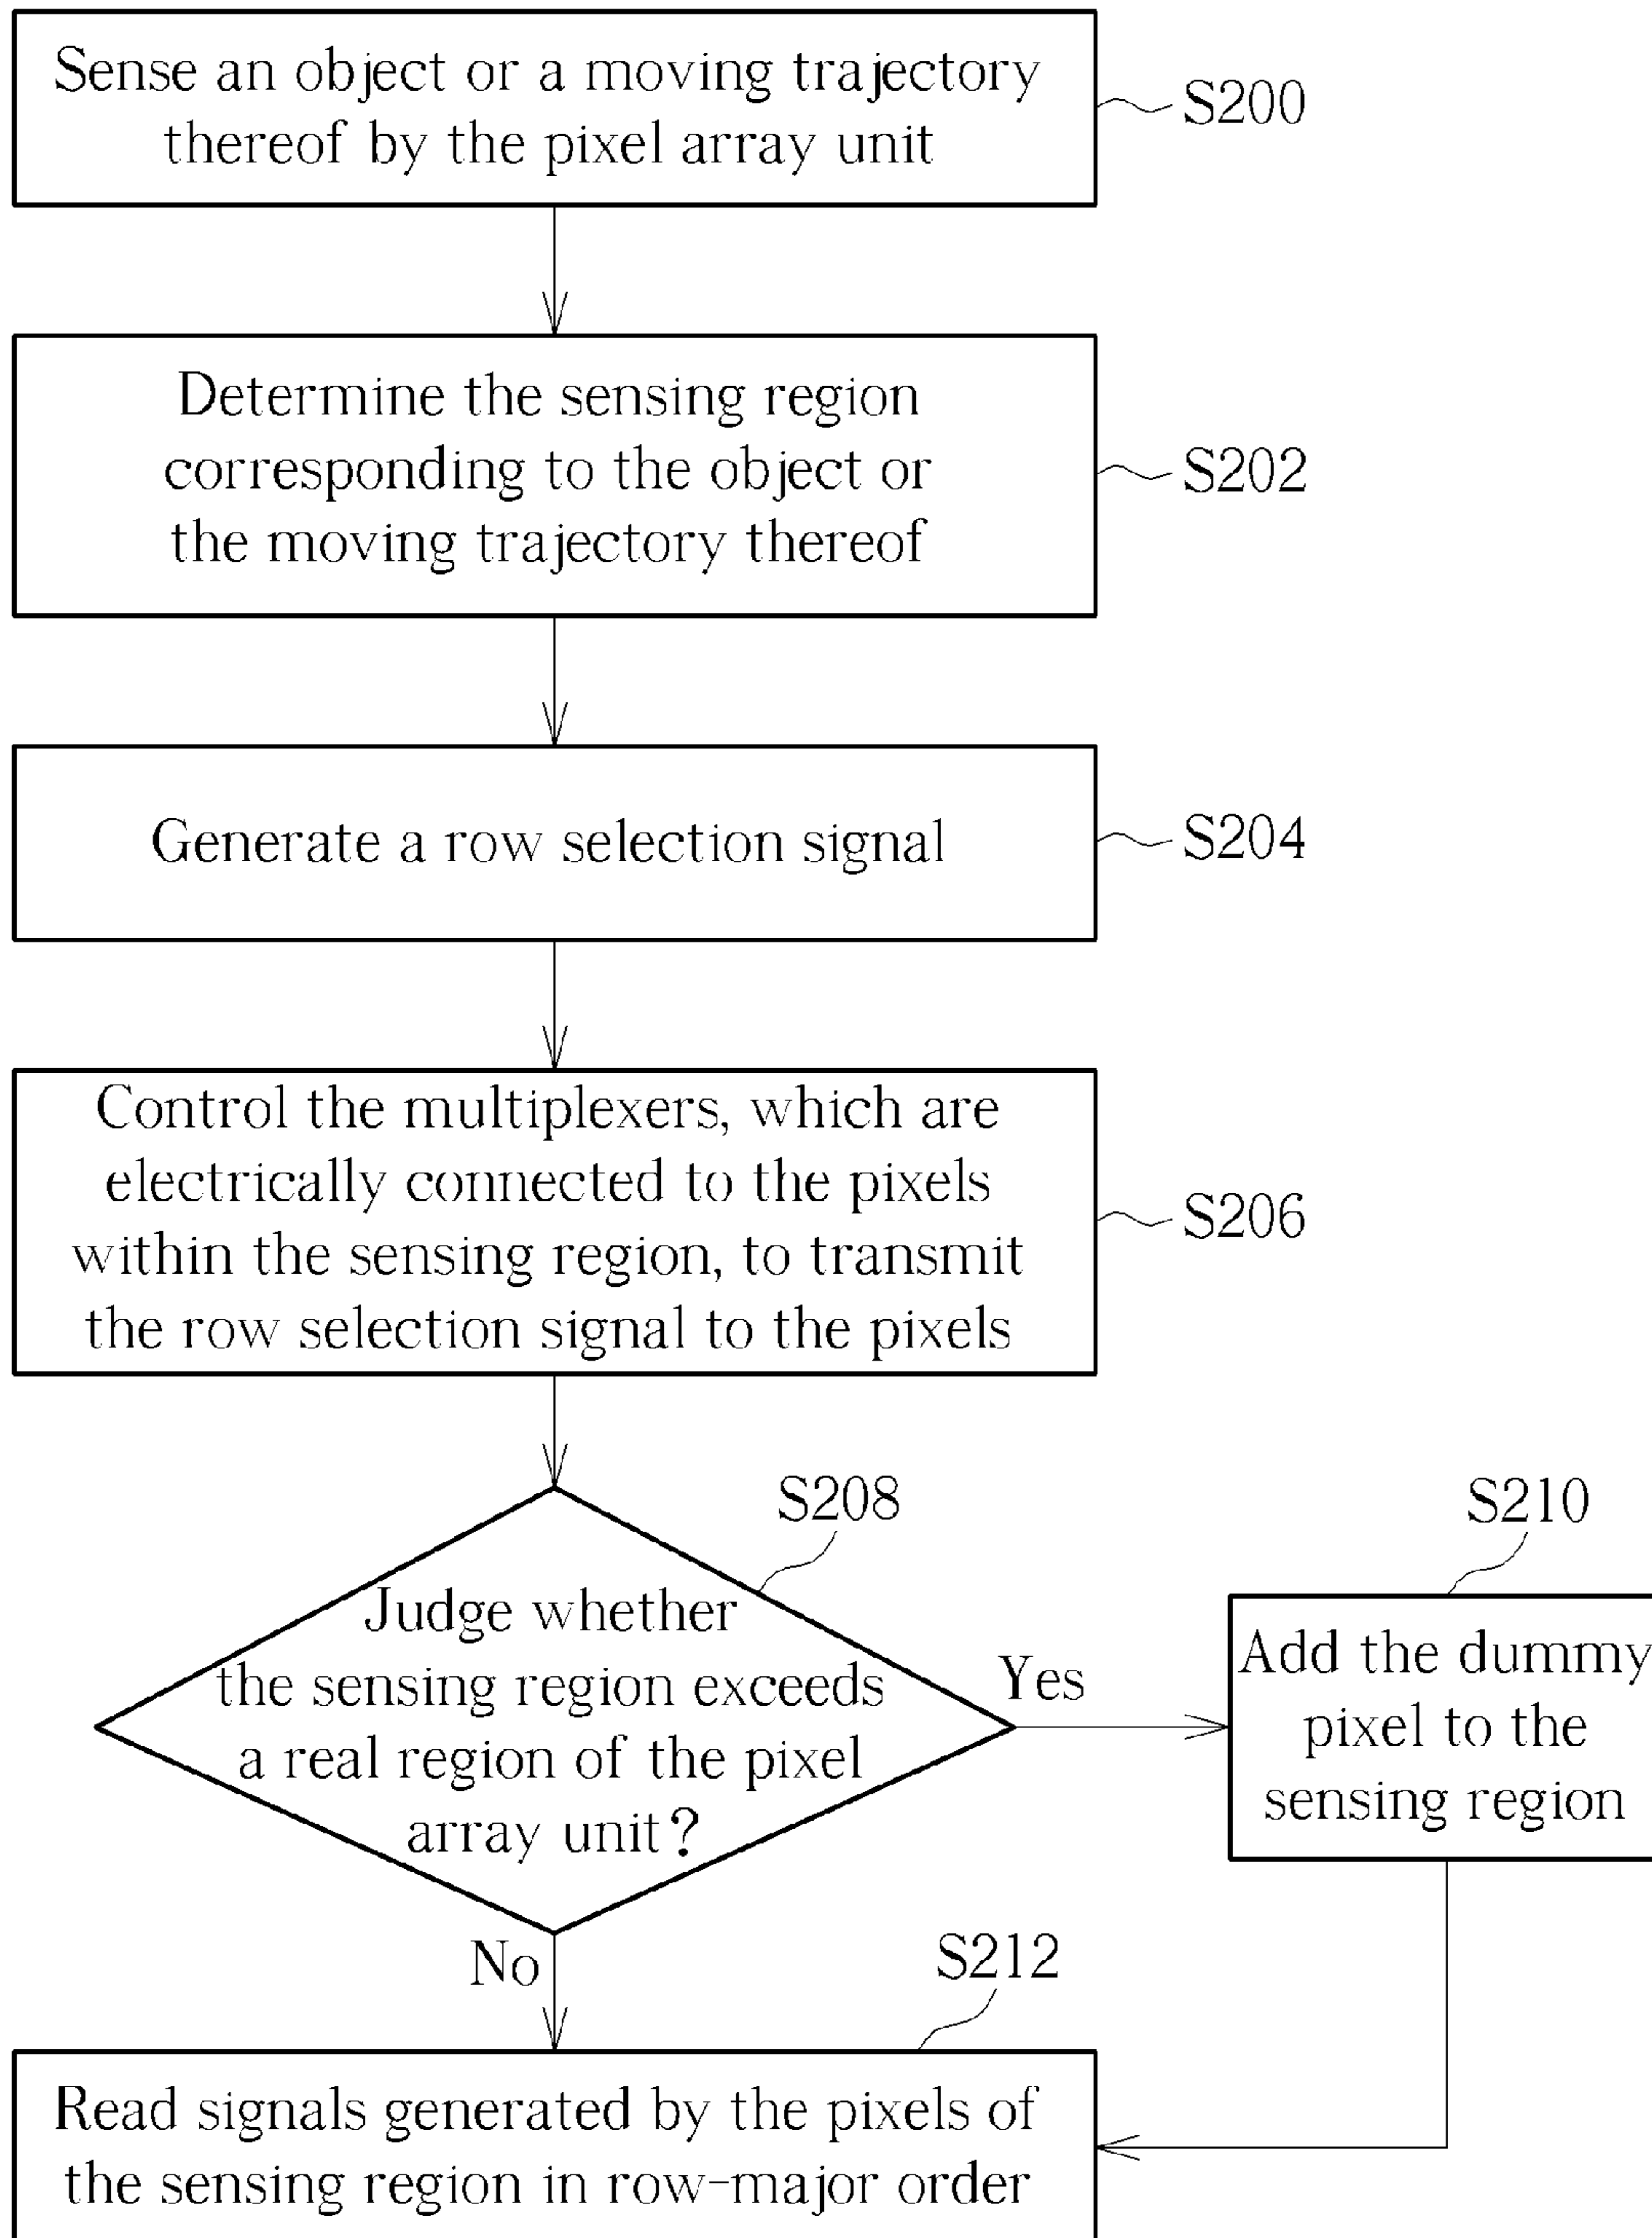 Sense an object or a moving trajectory
thereof by the pixel array unit
S200
Determine the sensing region
corresponding to the object or
the moving trajectory thereof
S202
Generate a row selection signal
S204
Control the multiplexers, which are
electrically connected to the pixels
within the sensing region, to transmit
the row selection signal to the pixels
S206
S208
Judge whether
the sensing region exceeds
a real region of the pixel
array unit?
Yes
S210
Add the dummy
pixel to the
sensing region
No
S212
Read signals generated by the pixels of
the sensing region in row-major order